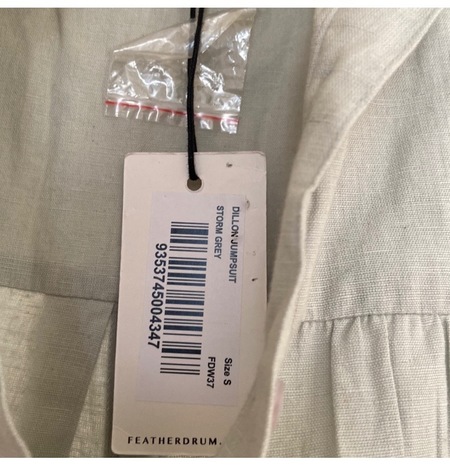 DILLON JUMPSUIT
STORM GREY
9353745004347
Size S
FDW37
FEATHERDRUM.